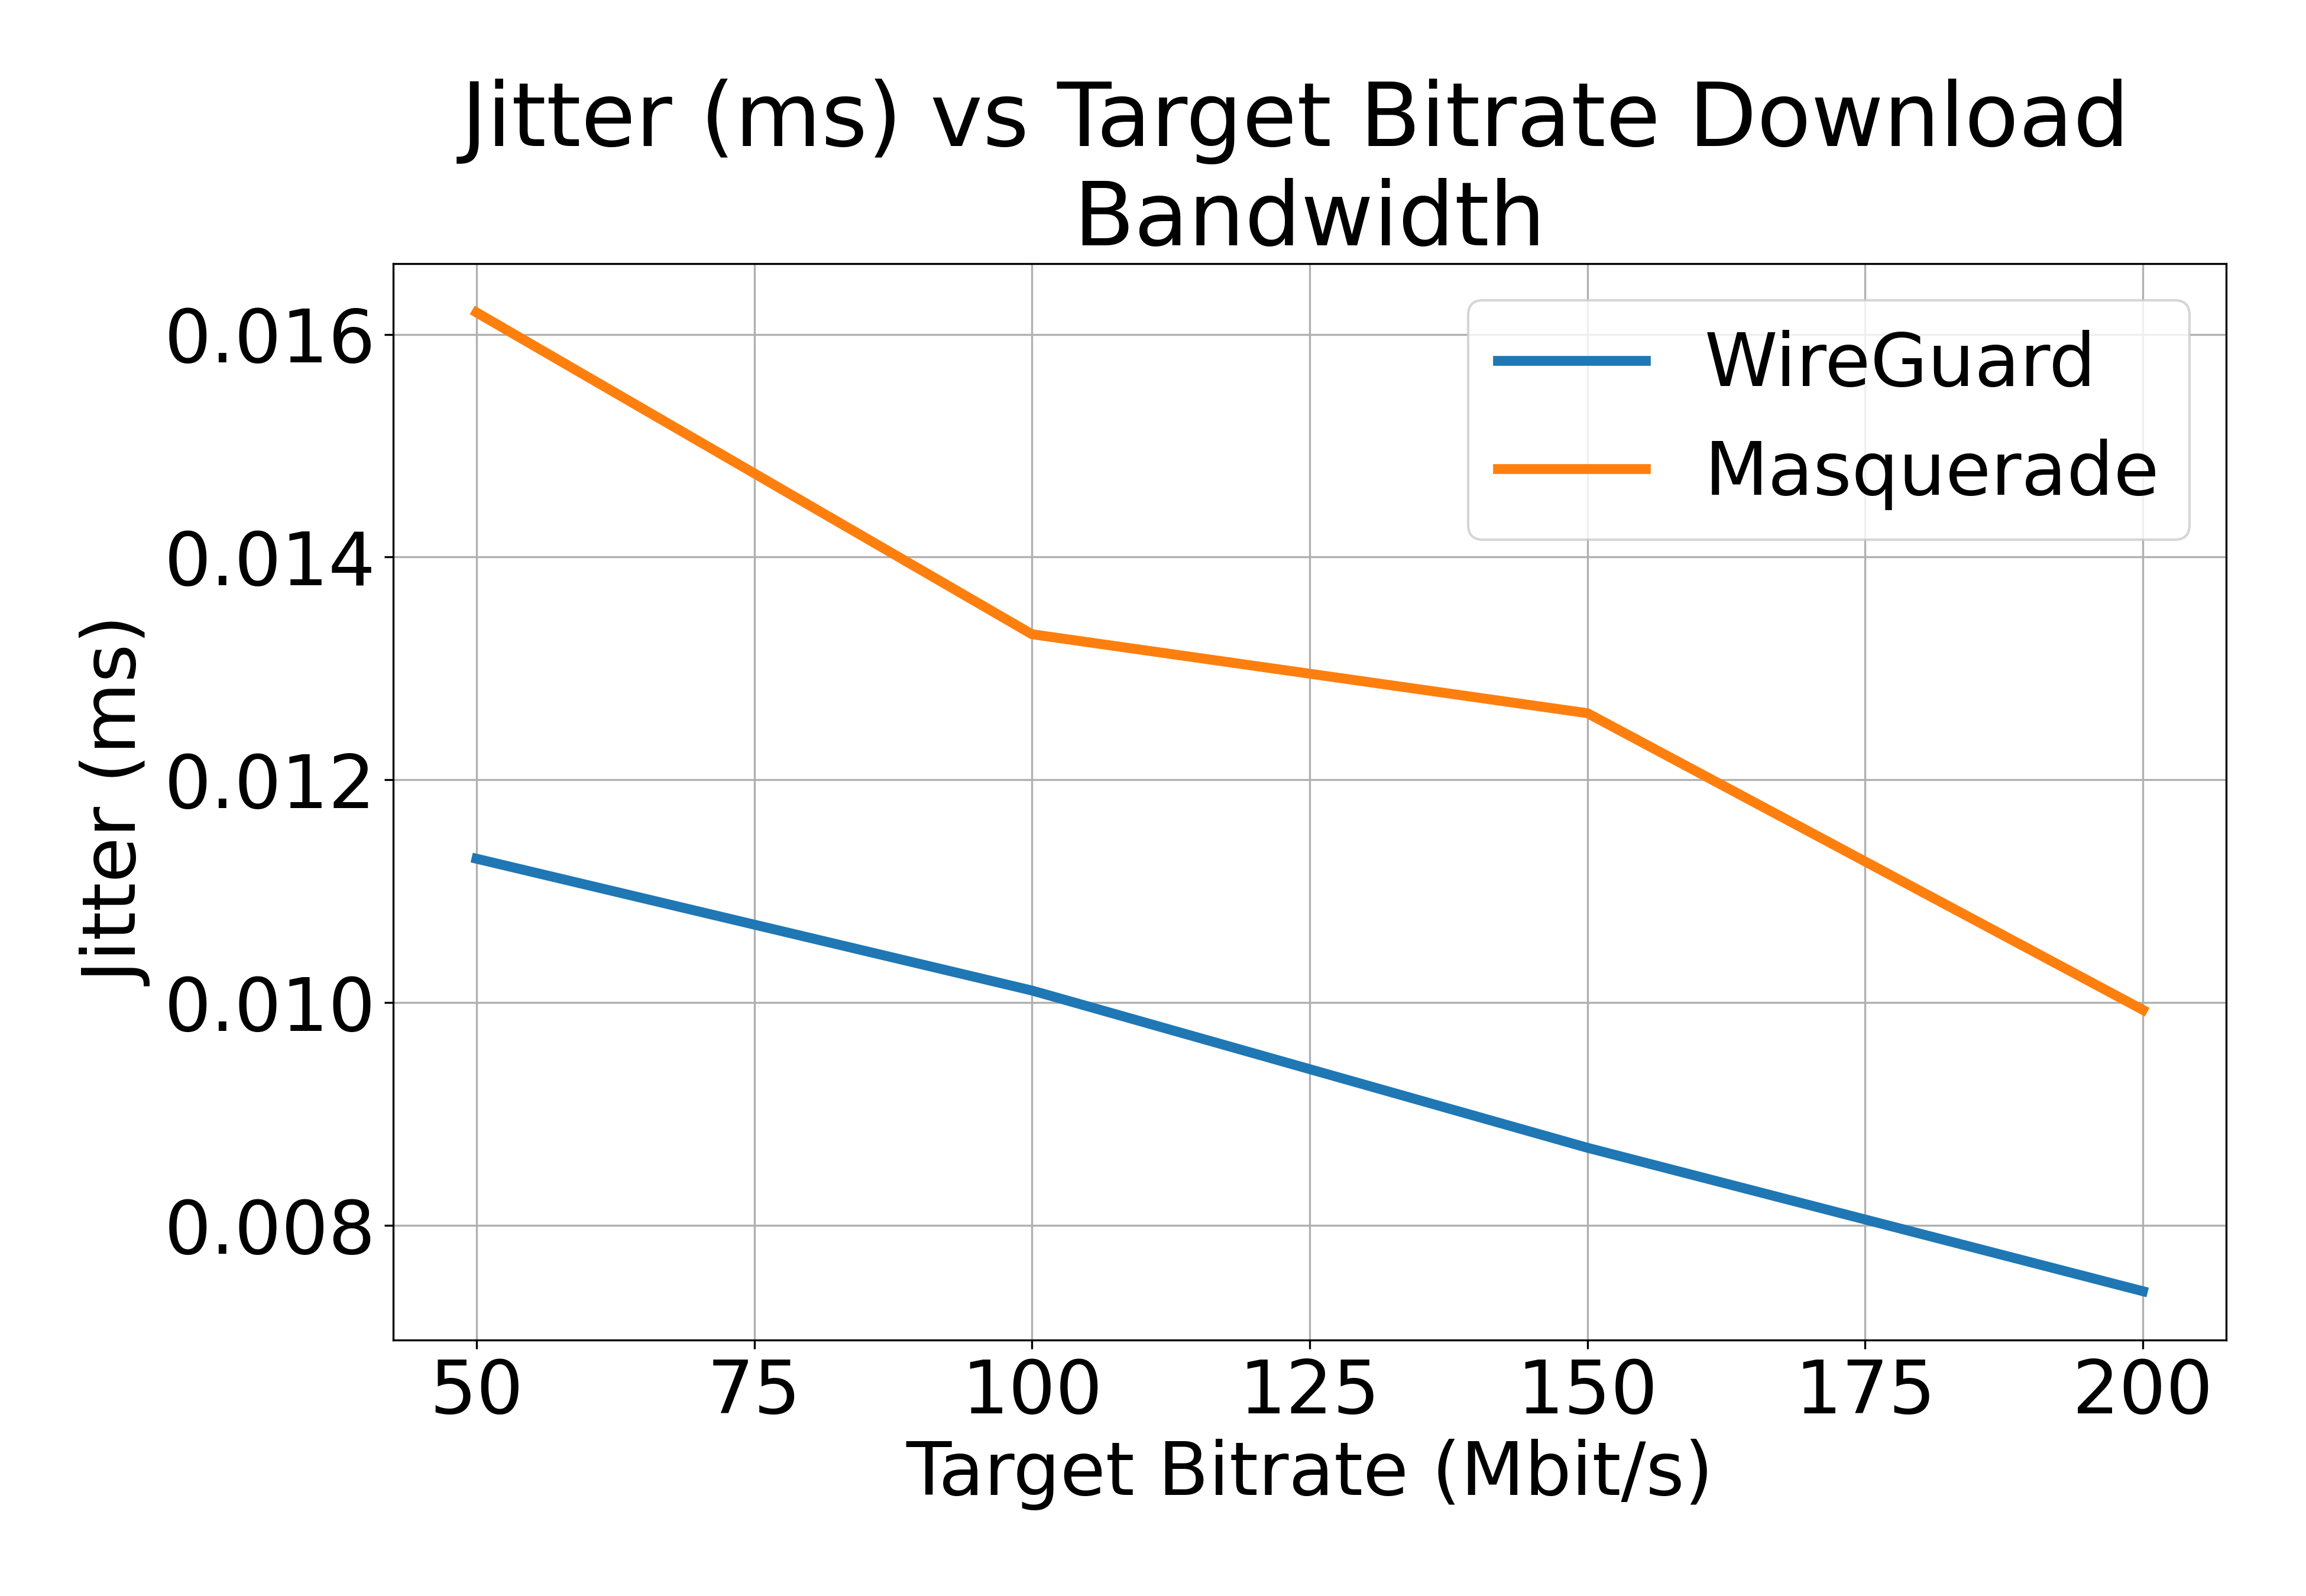 Jitter (ms) vs Target Bitrate Download
Bandwidth
WireGuard
Masquerade
Jitter (ms)
0.016
0.014
0.012
0.010
0.008
50 75 100 125 150 175 200
Target Bitrate (Mbit/s)